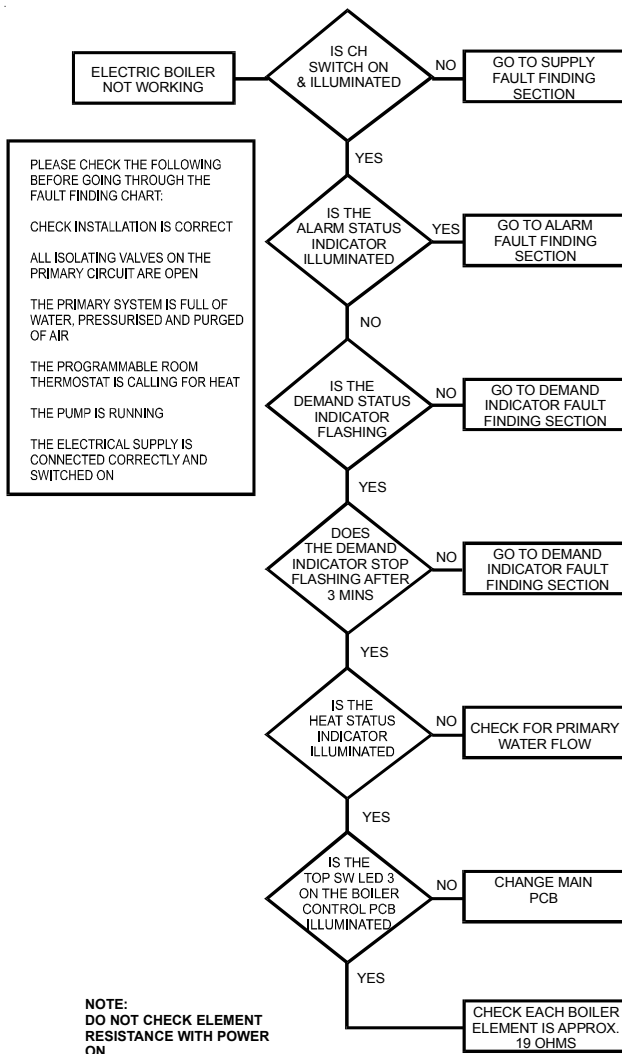 ELECTRIC BOILER
NOT WORKING
IS CH
SWITCH ON
& ILLUMINATED
NO
GO TO SUPPLY
FAULT FINDING
SECTION
YES
PLEASE CHECK THE FOLLOWING
BEFORE GOING THROUGH THE
FAULT FINDING CHART:
CHECK INSTALLATION IS CORRECT
ALL ISOLATING VALVES ON THE
PRIMARY CIRCUIT ARE OPEN
THE PRIMARY SYSTEM IS FULL OF
WATER, PRESSURISED AND PURGED
OF AIR
THE PROGRAMMABLE ROOM
THERMOSTAT IS CALLING FOR HEAT
THE PUMP IS RUNNING
THE ELECTRICAL SUPPLY IS
CONNECTED CORRECTLY AND
SWITCHED ON
IS THE
ALARM STATUS
INDICATOR
ILLUMINATED
YES
GO TO ALARM
FAULT FINDING
SECTION
NO
IS THE
DEMAND STATUS
INDICATOR
FLASHING
NO
GO TO DEMAND
INDICATOR FAULT
FINDING SECTION
YES
DOES
THE DEMAND
INDICATOR STOP
FLASHING AFTER
3 MINS
NO
GO TO DEMAND
INDICATOR FAULT
FINDING SECTION
YES
IS THE
HEAT STATUS
INDICATOR
ILLUMINATED
NO
CHECK FOR PRIMARY
WATER FLOW
YES
IS THE
TOP SW LED 3
ON THE BOILER
CONTROL PCB
ILLUMINATED
NO
CHANGE MAIN
PCB
YES
CHECK EACH BOILER
ELEMENT IS APPROX.
19 OHMS
NOTE:
DO NOT CHECK ELEMENT
RESISTANCE WITH POWER
ON